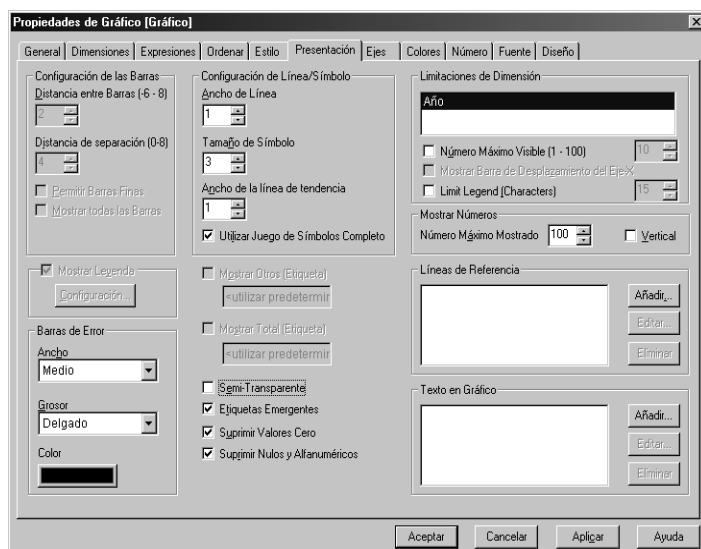 Propiedades de Gráfico [Gráfico]
General Dimensiones Expresiones Ordenar Estilo Presentación Ejes Colores Número Fuente Diseño
Configuración de las Barras
Distancia entre Barras (-6 - 8)
2
Distancia de separación (0-8)
4
Permitir Barras Finas
Mostrar todas las Barras
Mostrar Leyenda
Configuración...
Barras de Error
Ancho
Medio
Grosor
Delgado
Color
Configuración de Línea/Símbolo
Ancho de Línea
1
Tamaño de Símbolo
3
Ancho de la línea de tendencia
1
Utilizar Juego de Símbolos Completo
Mostrar Otros (Etiqueta)
<utilizar predetermir
Mostrar Total (Etiqueta)
<utilizar predetermir
Semi-Transparente
Etiquetas Emergentes
Suprimir Valores Cero
Suprimir Nulos y Alfanuméricos
Limitaciones de Dimensión
Año
Número Máximo Visible (1 - 100)
10
Mostrar Barra de Desplazamiento del Eje-X
Limit Legend (Characters)
15
Mostrar Números
Número Máximo Mostrado
100
Vertical
Líneas de Referencia
Añadir...
Editar...
Eliminar
Texto en Gráfico
Añadir...
Editar...
Eliminar
Aceptar Cancelar Aplicar Ayuda